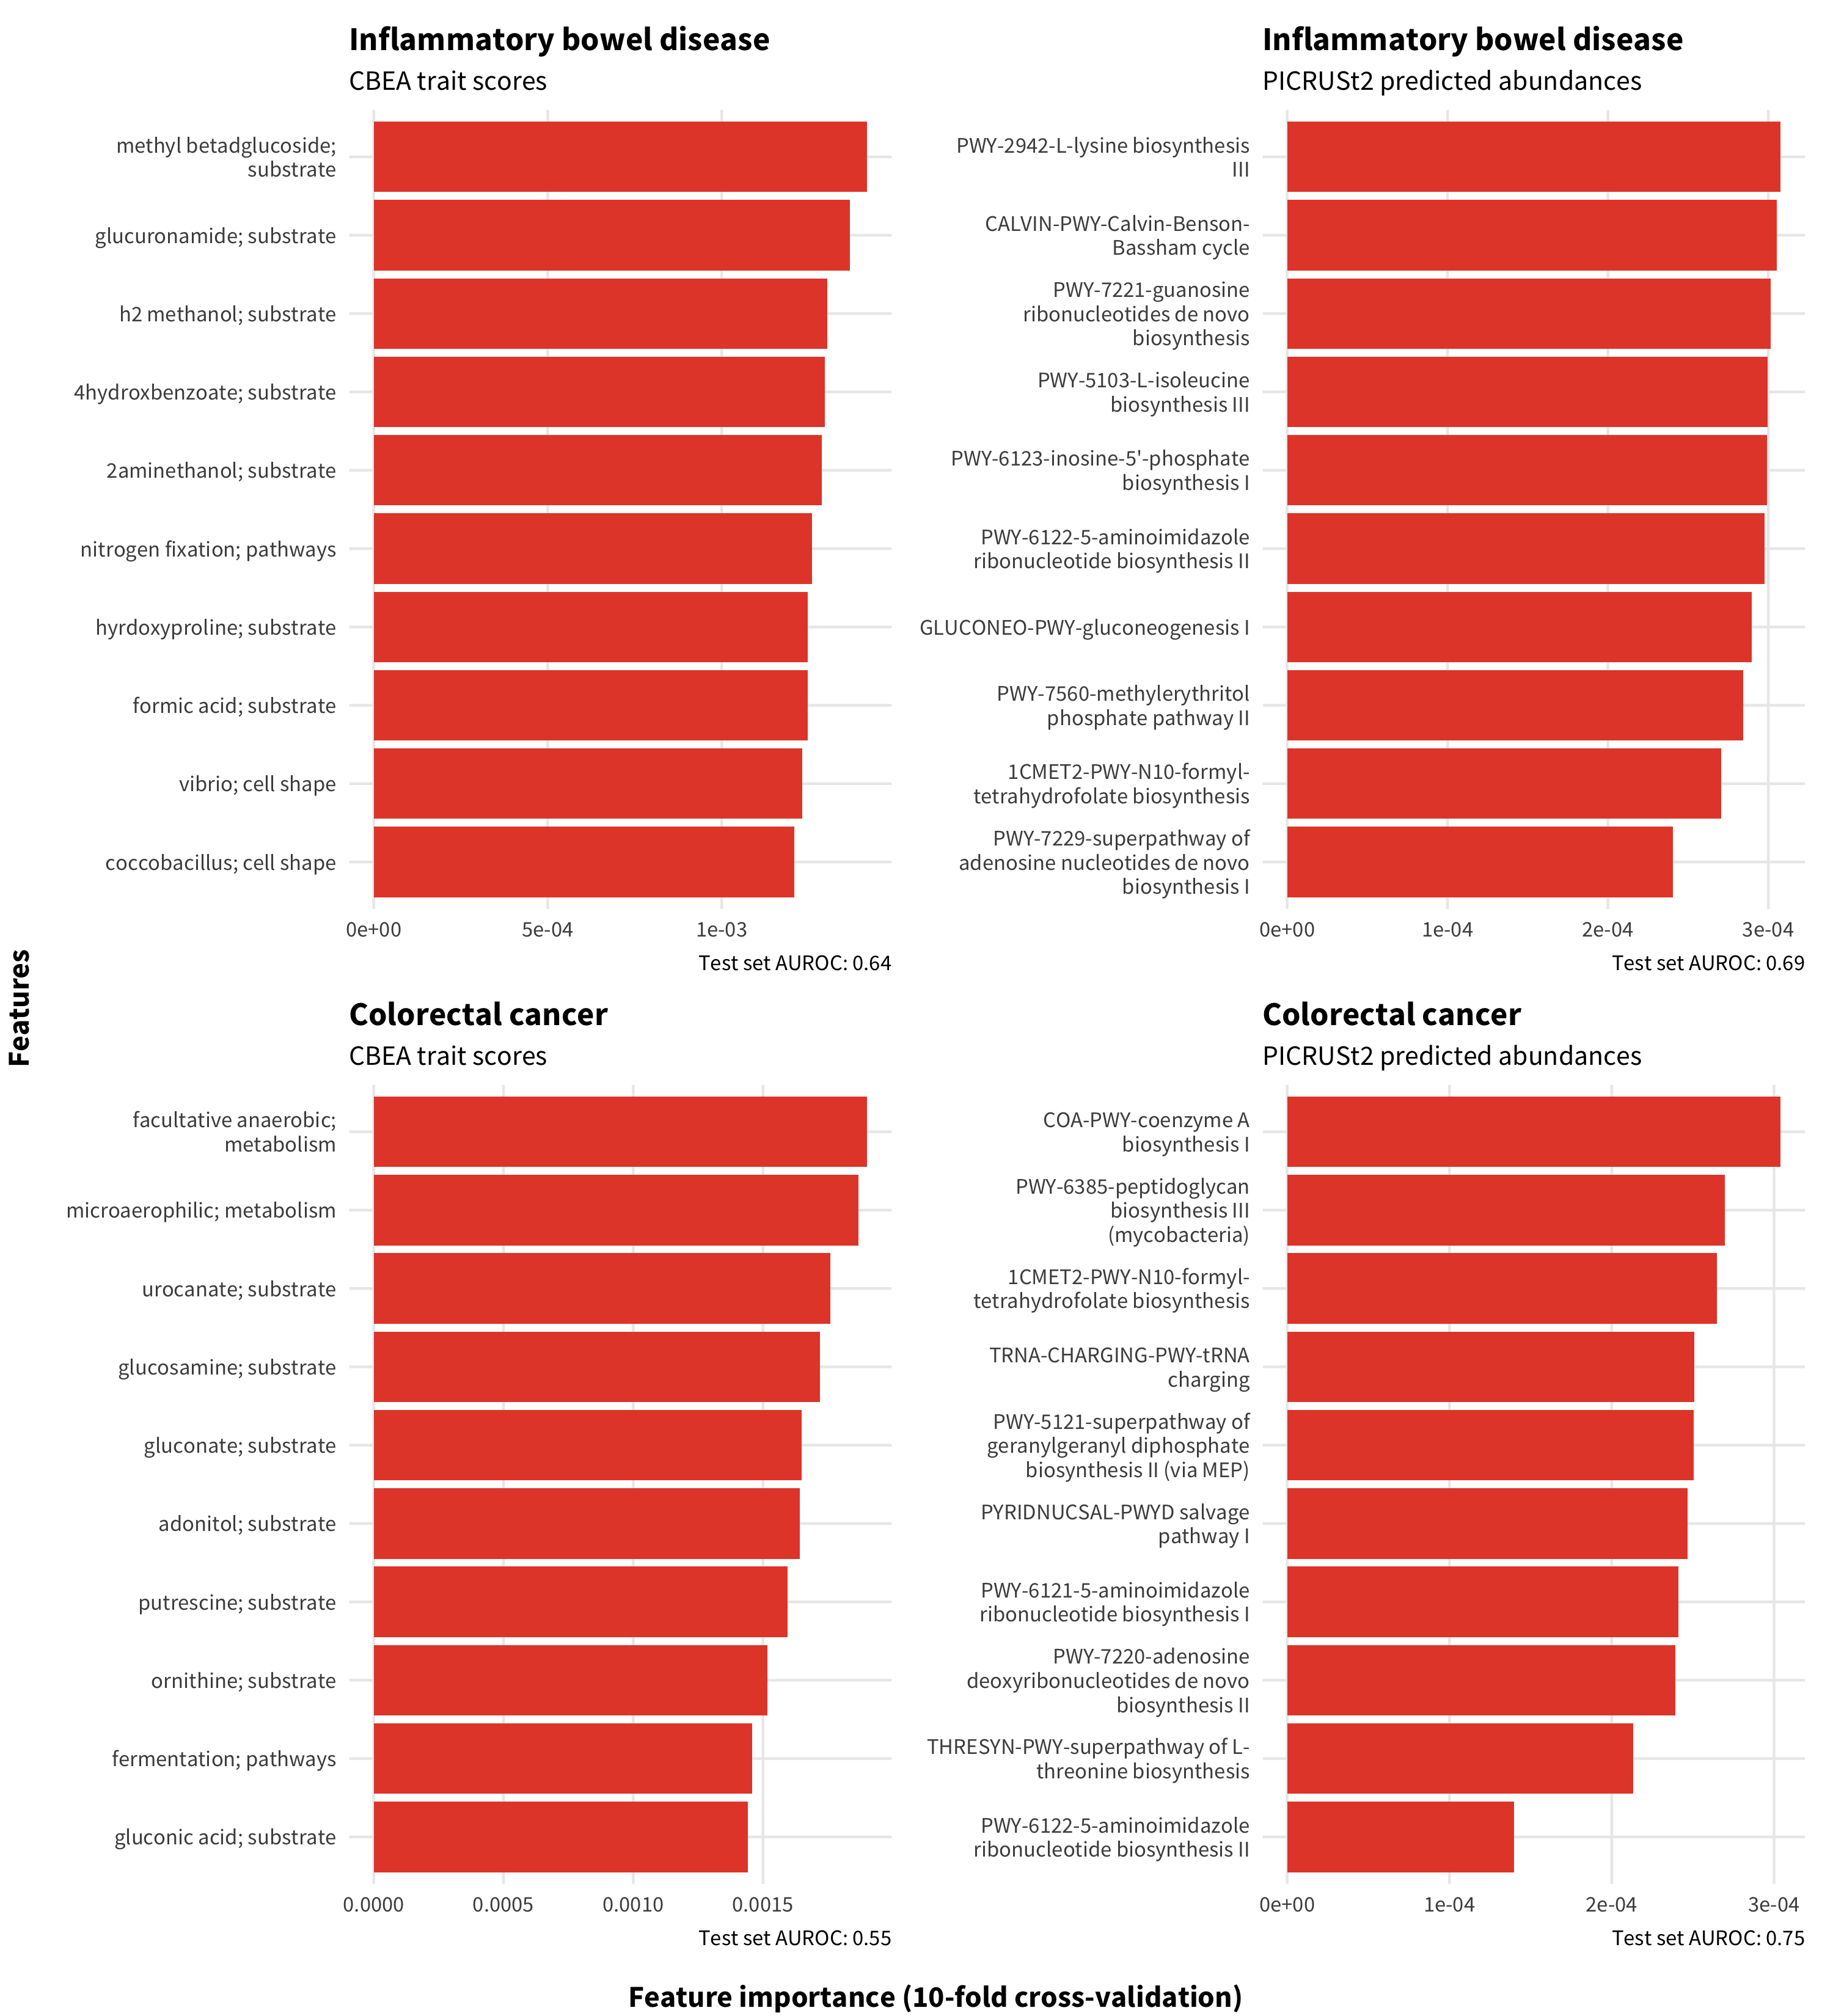 Inflammatory bowel disease
CBEA trait scores
methyl betadglucoside;
substrate
glucuronamide; substrate
h2 methanol; substrate
4hydroxbenzoate; substrate
2aminethanol; substrate
nitrogen fixation; pathways
hyrdoxyproline; substrate
formic acid; substrate
vibrio; cell shape
coccobacillus; cell shape
0e+00 5e-04 1e-03
Test set AUROC: 0.64
Inflammatory bowel disease
PICRUSt2 predicted abundances
PWY-2942-L-lysine biosynthesis
III
CALVIN-PWY-Calvin-Benson-
Bassham cycle
PWY-7221-guanosine
ribonucleotides de novo
biosynthesis
PWY-5103-L-isoleucine
biosynthesis III
PWY-6123-inosine-5'-phosphate
biosynthesis I
PWY-6122-5-aminoimidazole
ribonucleotide biosynthesis II
GLUCONEO-PWY-gluconeogenesis I
PWY-7560-methylerythritol
phosphate pathway II
1CMET2-PWY-N10-formyl-
tetrahydrofolate biosynthesis
PWY-7229-superpathway of
adenosine nucleotides de novo
biosynthesis I
0e+00 1e-04 2e-04 3e-04
Test set AUROC: 0.69
Features
Colorectal cancer
CBEA trait scores
facultative anaerobic;
metabolism
microaerophilic; metabolism
urocanate; substrate
glucosamine; substrate
gluconate; substrate
adonitol; substrate
putrescine; substrate
ornithine; substrate
fermentation; pathways
gluconic acid; substrate
0.0000 0.0005 0.0010 0.0015
Test set AUROC: 0.55
Colorectal cancer
PICRUSt2 predicted abundances
COA-PWY-coenzyme A
biosynthesis I
PWY-6385-peptidoglycan
biosynthesis III
(mycobacteria)
1CMET2-PWY-N10-formyl-
tetrahydrofolate biosynthesis
TRNA-CHARGING-PWY-tRNA
charging
PWY-5121-superpathway of
geranylgeranyl diphosphate
biosynthesis II (via MEP)
PYRIDNUCSAL-PWYD salvage
pathway I
PWY-6121-5-aminoimidazole
ribonucleotide biosynthesis I
PWY-7220-adenosine
deoxyribonucleotides de novo
biosynthesis II
THRESYN-PWY-superpathway of L-
threonine biosynthesis
PWY-6122-5-aminoimidazole
ribonucleotide biosynthesis II
0e+00 1e-04 2e-04 3e-04
Test set AUROC: 0.75
Feature importance (10-fold cross-validation)